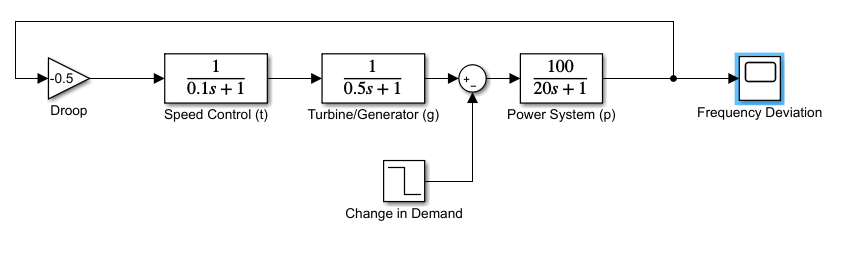 -0.5
Droop
1
0.1s + 1
Speed Control (t)
1
0.5s + 1
Turbine/Generator (g)
+
−
100
20s + 1
Power System (p)
Frequency Deviation
Change in Demand